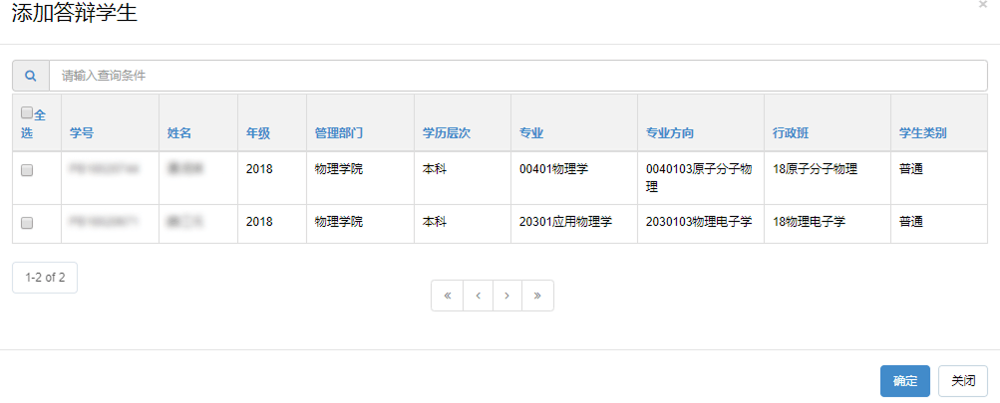 添加答辩学生
×
请输入查询条件
全选 学号 姓名 年级 管理部门 学历层次 专业 专业方向 行政班 学生类别
2018 物理学院 本科 00401物理学 0040103原子分子物理 18原子分子物理 普通
2018 物理学院 本科 20301应用物理学 2030103物理电子学 18物理电子学 普通
1-2 of 2
« ‹ › »
确定 关闭